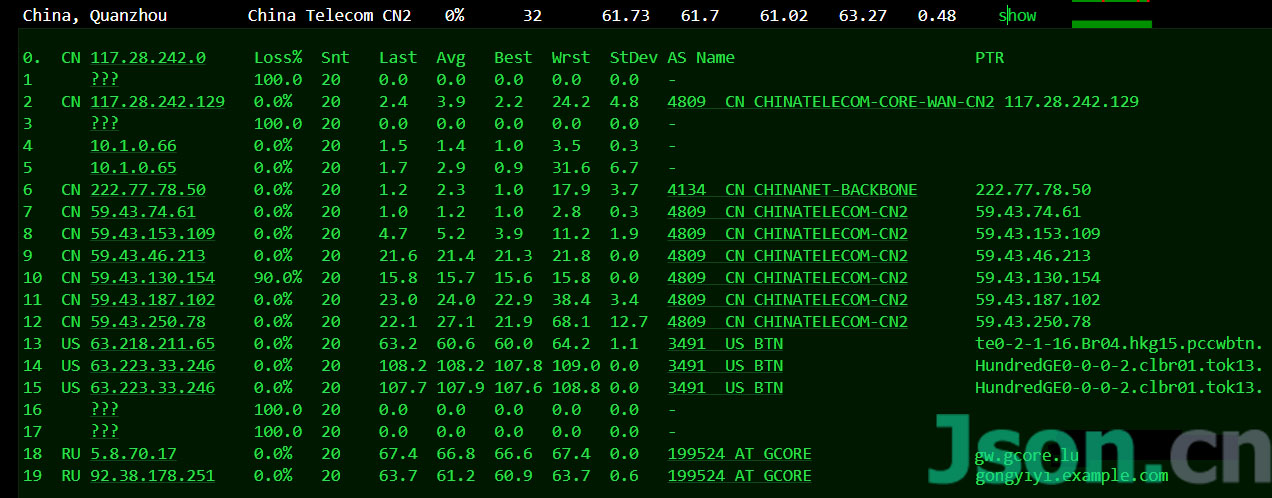 China, Quanzhou China Telecom CN2 0% 32 61.73 61.7 61.02 63.27 0.48 show
0. CN 117.28.242.0 Loss% Snt Last Avg Best Wrst StDev AS Name PTR
1 ??? 100.0 20 0.0 0.0 0.0 0.0 0.0 -
2 CN 117.28.242.129 0.0% 20 2.4 3.9 2.2 24.2 4.8 4809 CN CHINATELECOM-CORE-WAN-CN2 117.28.242.129
3 ??? 100.0 20 0.0 0.0 0.0 0.0 0.0 -
4 10.1.0.66 0.0% 20 1.5 1.4 1.0 3.5 0.3 -
5 10.1.0.65 0.0% 20 1.7 2.9 0.9 31.6 6.7 -
6 CN 222.77.78.50 0.0% 20 1.2 2.3 1.0 17.9 3.7 4134 CN CHINANET-BACKBONE 222.77.78.50
7 CN 59.43.74.61 0.0% 20 1.0 1.2 1.0 2.8 0.3 4809 CN CHINATELECOM-CN2 59.43.74.61
8 CN 59.43.153.109 0.0% 20 4.7 5.2 3.9 11.2 1.9 4809 CN CHINATELECOM-CN2 59.43.153.109
9 CN 59.43.46.213 0.0% 20 21.6 21.4 21.3 21.8 0.0 4809 CN CHINATELECOM-CN2 59.43.46.213
10 CN 59.43.130.154 90.0% 20 15.8 15.7 15.6 15.8 0.0 4809 CN CHINATELECOM-CN2 59.43.130.154
11 CN 59.43.187.102 0.0% 20 23.0 24.0 22.9 38.4 3.4 4809 CN CHINATELECOM-CN2 59.43.187.102
12 CN 59.43.250.78 0.0% 20 22.1 27.1 21.9 68.1 12.7 4809 CN CHINATELECOM-CN2 59.43.250.78
13 US 63.218.211.65 0.0% 20 63.2 60.6 60.0 64.2 1.1 3491 US BTN te0-2-1-16.Br04.hkg15.pccwbtn.
14 US 63.223.33.246 0.0% 20 108.2 108.2 107.8 109.0 0.0 3491 US BTN HundredGE0-0-0-2.clbr01.tok13.
15 US 63.223.33.246 0.0% 20 107.7 107.9 107.6 108.8 0.0 3491 US BTN HundredGE0-0-0-2.clbr01.tok13.
16 ??? 100.0 20 0.0 0.0 0.0 0.0 0.0 -
17 ??? 100.0 20 0.0 0.0 0.0 0.0 0.0 -
18 RU 5.8.70.17 0.0% 20 67.4 66.8 66.6 67.4 0.0 199524 AT GCORE gw.gcore.lu
19 RU 92.38.178.251 0.0% 20 63.7 61.2 60.9 63.7 0.6 199524 AT GCORE gongyiyi.example.com
Json.cn